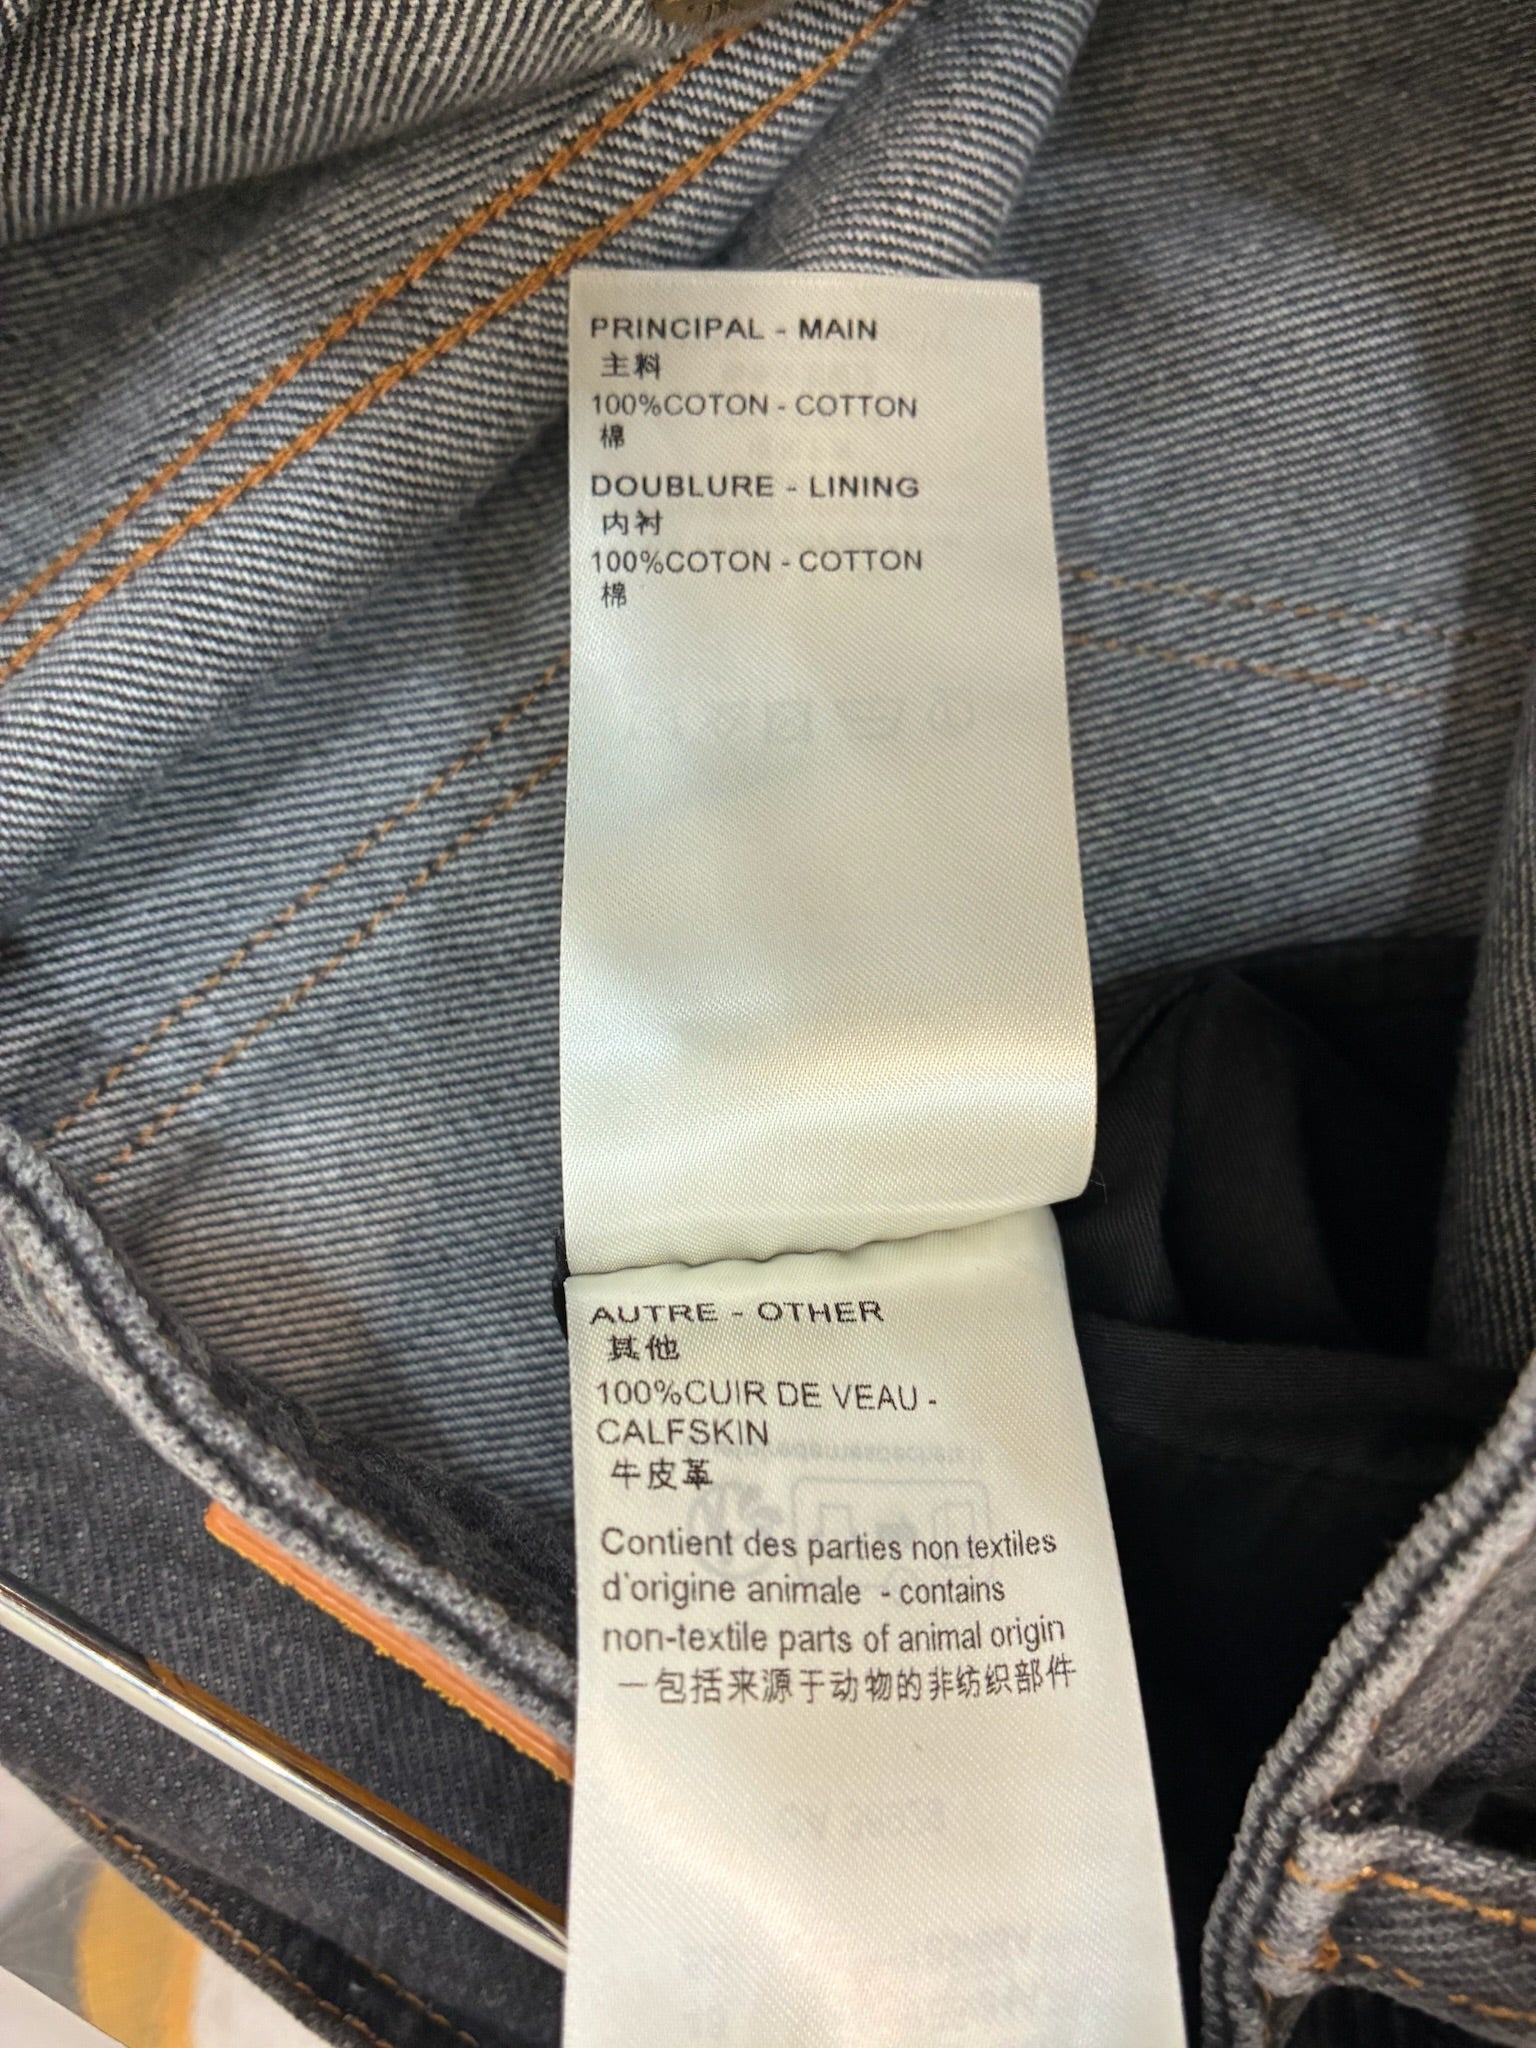 PRINCIPAL - MAIN
主料
100%COTON - COTTON
棉
DOUBLURE - LINING
内衬
100%COTON - COTTON
棉
AUTRE - OTHER
其他
100%CUIR DE VEAU -
CALFSKIN
牛皮革
Contient des parties non textiles
d'origine animale - contains
non-textile parts of animal origin
一包括来源于动物的非纺织部件